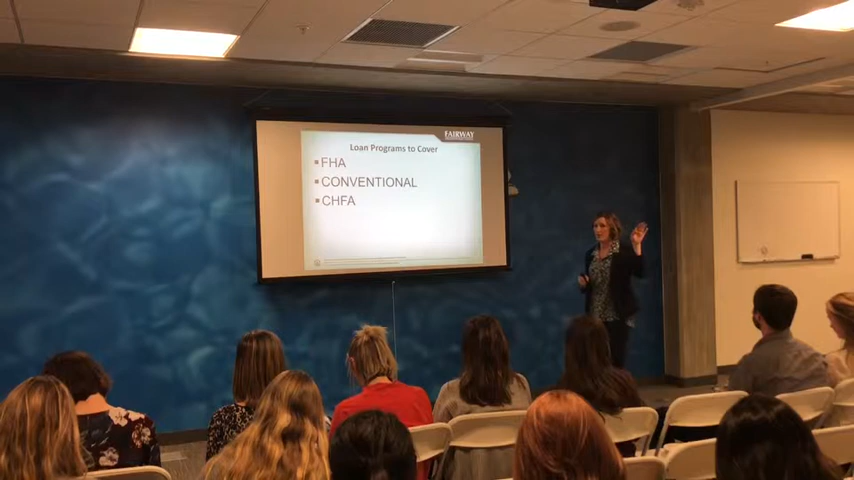 FAIRWAY
Loan Programs to Cover
▪FHA
▪CONVENTIONAL
▪CHFA